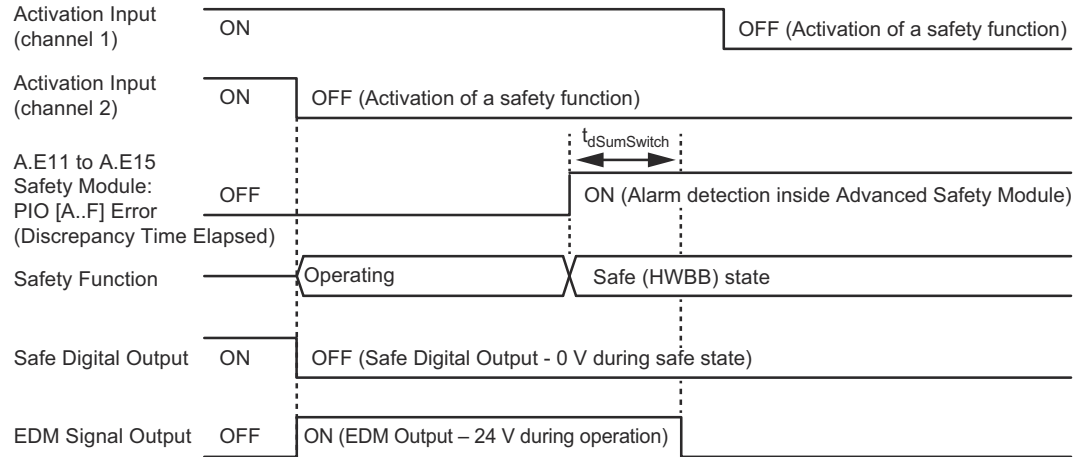 Activation Input
(channel 1)
ON
OFF (Activation of a safety function)
Activation Input
(channel 2)
ON
OFF (Activation of a safety function)
tdSumSwitch
A.E11 to A.E15
Safety Module:
PIO [A..F] Error
(Discrepancy Time Elapsed)
OFF
ON (Alarm detection inside Advanced Safety Module)
Safety Function
Operating
Safe (HWBB) state
Safe Digital Output
ON
OFF (Safe Digital Output - 0 V during safe state)
EDM Signal Output
OFF
ON (EDM Output – 24 V during operation)